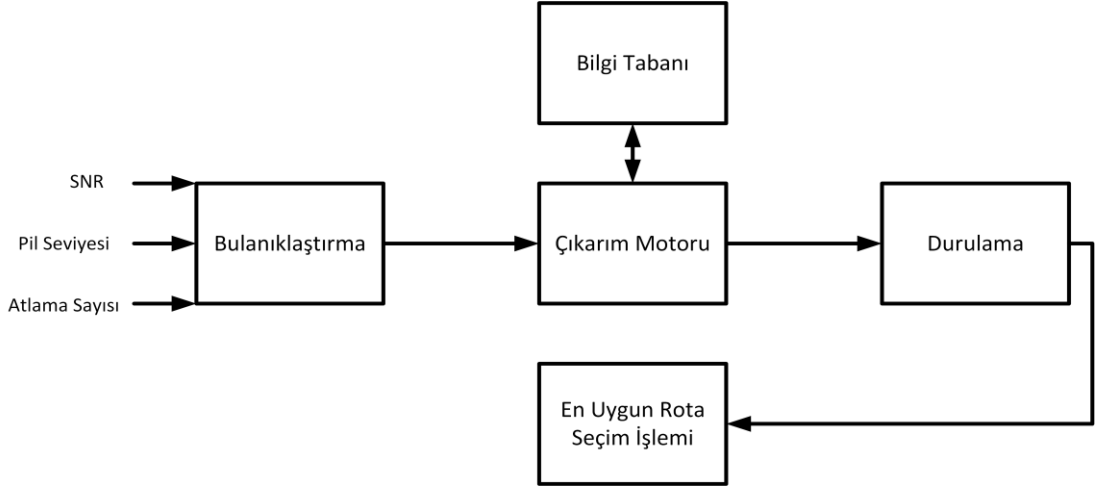 Bilgi Tabanı
SNR
Pil Seviyesi
Atlama Sayısı
Bulanıklaştırma
Çıkarım Motoru
Durulama
En Uygun Rota
Seçim İşlemi